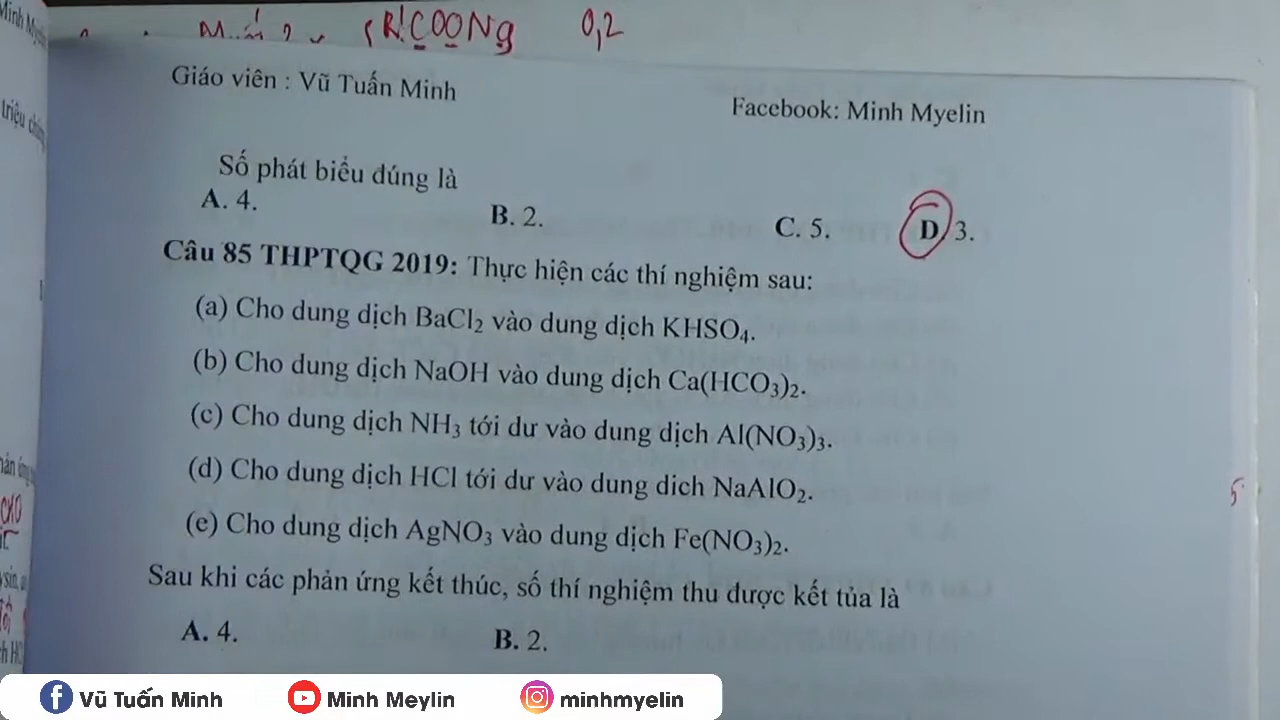 RCOONg 0,2
Giáo viên : Vũ Tuấn Minh
Facebook: Minh Myelin
triệu chứng
Số phát biểu đúng là
A. 4. B. 2. C. 5. D. 3.
Câu 85 THPTQG 2019: Thực hiện các thí nghiệm sau:
(a) Cho dung dịch BaCl₂ vào dung dịch KHSO₄.
(b) Cho dung dịch NaOH vào dung dịch Ca(HCO₃)₂.
(c) Cho dung dịch NH₃ tới dư vào dung dịch Al(NO₃)₃.
(d) Cho dung dịch HCl tới dư vào dung dich NaAlO₂.
5
(e) Cho dung dịch AgNO₃ vào dung dịch Fe(NO₃)₂.
Sau khi các phản ứng kết thúc, số thí nghiệm thu được kết tủa là
A. 4. B. 2.
Vũ Tuấn Minh Minh Meylin minhmyelin